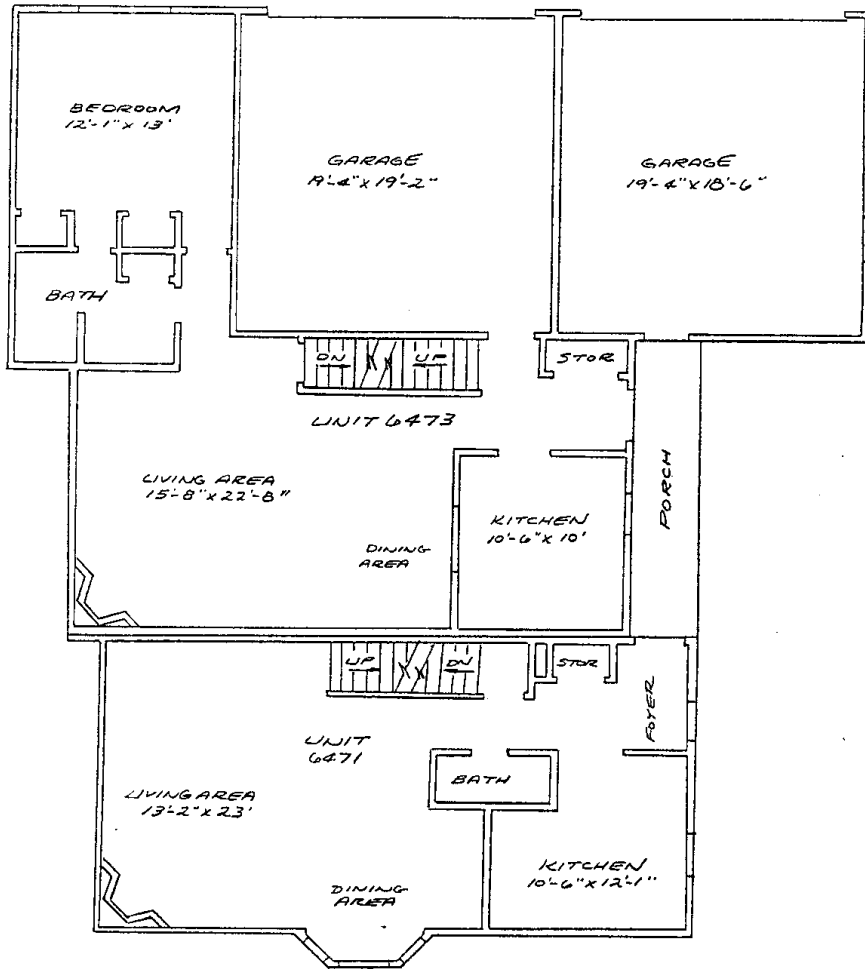 BEDROOM
12'-1" x 13'
GARAGE
19'-4" x 19'-2"
GARAGE
19'-4" x 18'-6"
BATH
DN
UP
STOR
UNIT 6473
LIVING AREA
15'-8" x 22'-8"
DINING
AREA
KITCHEN
10'-6" x 10'
PORCH
UP
DN
STOR
FOYER
UNIT
6471
BATH
LIVING AREA
13'-2" x 23'
DINING
AREA
KITCHEN
10'-6" x 12'-1"